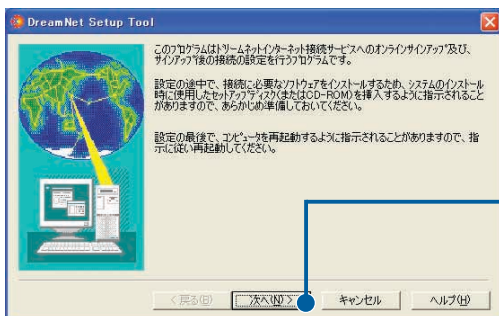 DreamNet Setup Tool
このプログラムはドリームネットインターネット接続サービスへのオンラインサインアップ及び、
サインアップ後の接続の設定を行うプログラムです。
設定の途中で、接続に必要なソフトウェアをインストールするため、システムのインストール
時に使用したセットアップディスク(またはCD-ROM)を挿入するように指示されること
がありますので、あらかじめ準備しておいてください。
設定の最後で、コンピュータを再起動するように指示されることがありますので、指
示に従い再起動してください。
< 戻る(B)
次へ(N) >
キャンセル
ヘルプ(H)